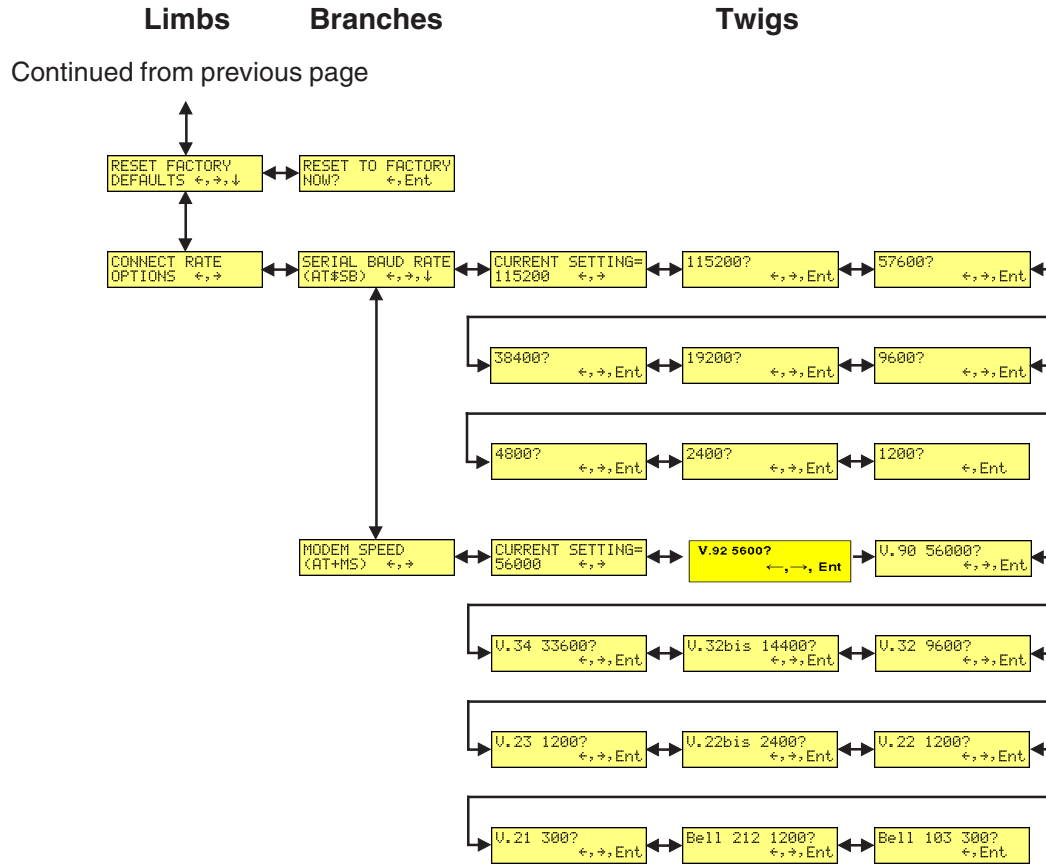 Limbs Branches Twigs
Continued from previous page
RESET FACTORY
DEFAULTS ←,→,↓
RESET TO FACTORY
NOW? ←,Ent
CONNECT RATE
OPTIONS ←,→
SERIAL BAUD RATE
(AT$SB) ←,→,↓
CURRENT SETTING=
115200 ←,→
115200?
←,→,Ent
57600?
←,→,Ent
38400?
←,→,Ent
19200?
←,→,Ent
9600?
←,→,Ent
4800?
←,→,Ent
2400?
←,→,Ent
1200?
←,Ent
MODEM SPEED
(AT+MS) ←,→
CURRENT SETTING=
56000 ←,→
V.92 5600?
←,→, Ent
V.90 56000?
←,→,Ent
V.34 33600?
←,→,Ent
V.32bis 14400?
←,→,Ent
V.32 9600?
←,→,Ent
V.23 1200?
←,→,Ent
V.22bis 2400?
←,→,Ent
V.22 1200?
←,→,Ent
V.21 300?
←,→,Ent
Bell 212 1200?
←,→,Ent
Bell 103 300?
←,Ent